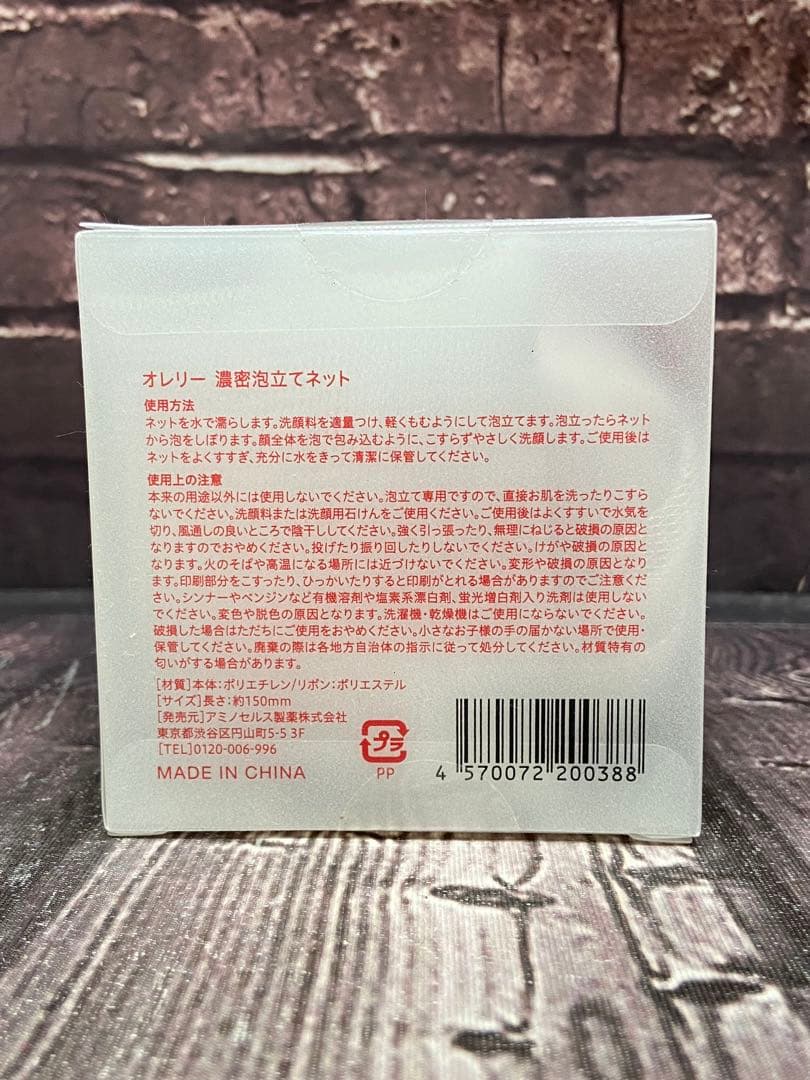 オレリー 濃密泡立てネット
使用方法
ネットを水で濡らします。洗顔料を適量つけ、軽くもむようにして泡立てます。泡立ったらネット
から泡をしぼります。顔全体を泡で包み込むように、こすらずやさしく洗顔します。ご使用後は
ネットをよくすすぎ、充分に水をきって清潔に保管してください。
使用上の注意
本来の用途以外には使用しないでください。泡立て専用ですので、直接お肌を洗ったりこすら
ないでください。洗顔料または洗顔用石けんをご使用ください。ご使用後はよくすすいで水気を
切り、風通しの良いところで陰干ししてください。強く引っ張ったり、無理にねじると破損の原因と
なりますのでおやめください。投げたり振り回したりしないでください。けがや破損の原因と
なります。火のそばや高温になる場所には近づけないでください。変形や破損の原因となり
ます。印刷部分をこすったり、ひっかいたりすると印刷がとれる場合がありますのでご注意くだ
さい。シンナーやベンジンなど有機溶剤や塩素系漂白剤、蛍光増白剤入り洗剤は使用しない
でください。変色や脱色の原因となります。洗濯機・乾燥機はご使用にならないでください。
破損した場合はただちにご使用をおやめください。小さなお子様の手の届かない場所で使用・
保管してください。廃棄の際は各地方自治体の指示に従って処分してください。材質特有の
匂いがする場合があります。
[材質]本体:ポリエチレン/リボン:ポリエステル
[サイズ]長さ:約150mm
[発売元]アミノセルス製薬株式会社
東京都渋谷区円山町5-5 3F
[TEL]0120-006-996
MADE IN CHINA
プラ
PP
4 570072 200388